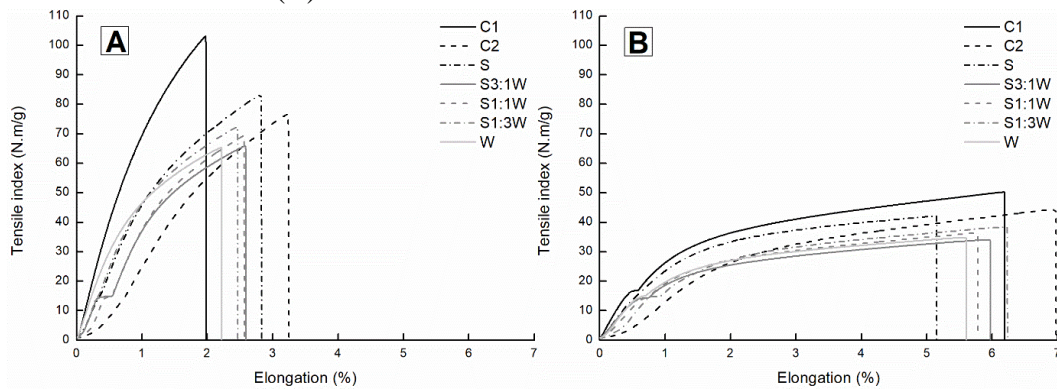 A
Tensile index (N.m/g)
110
100
90
80
70
60
50
40
30
20
10
0
0 1 2 3 4 5 6 7
Elongation (%)
C1
C2
S
S3:1W
S1:1W
S1:3W
W
B
Tensile index (N.m/g)
110
100
90
80
70
60
50
40
30
20
10
0
0 1 2 3 4 5 6 7
Elongation (%)
C1
C2
S
S3:1W
S1:1W
S1:3W
W